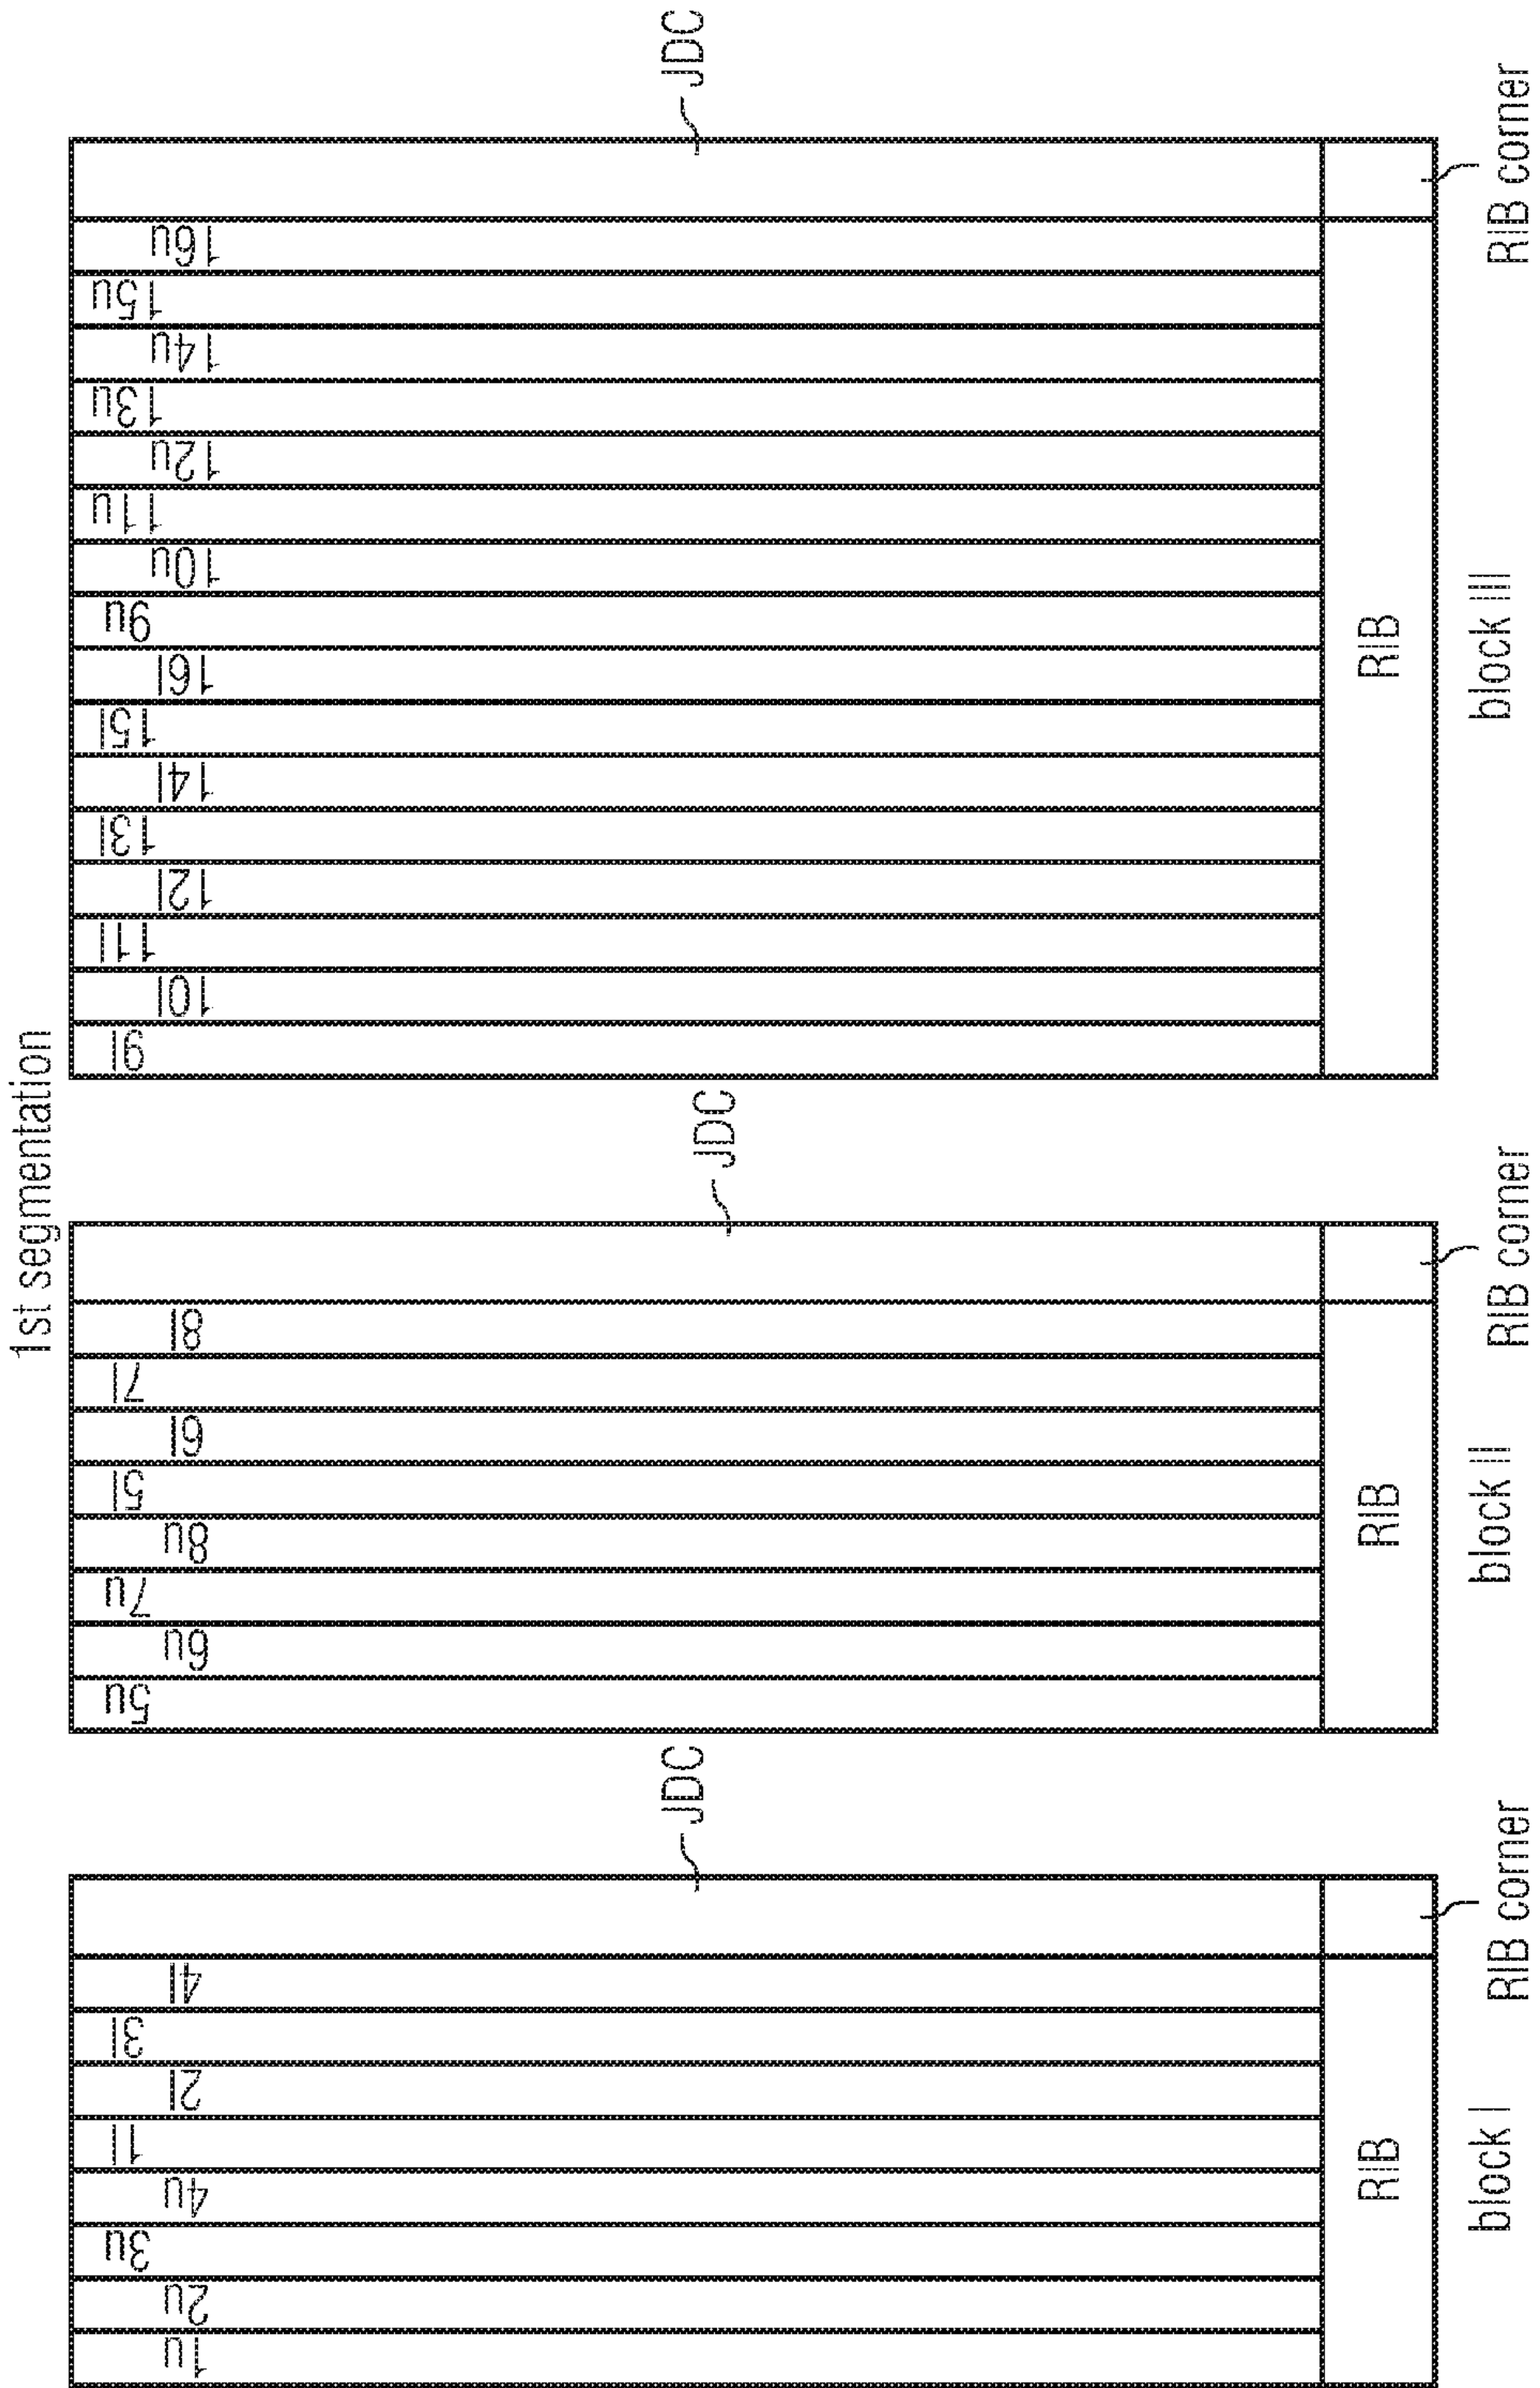 1st segmentation
1u
2u
3u
4u
1l
2l
3l
4l
JDC
RIB
RIB corner
block I
5u
6u
7u
8u
5l
6l
7l
8l
JDC
RIB
RIB corner
block II
9l
10l
11l
12l
13l
14l
15l
16l
9u
10u
11u
12u
13u
14u
15u
16u
JDC
RIB
RIB corner
block III